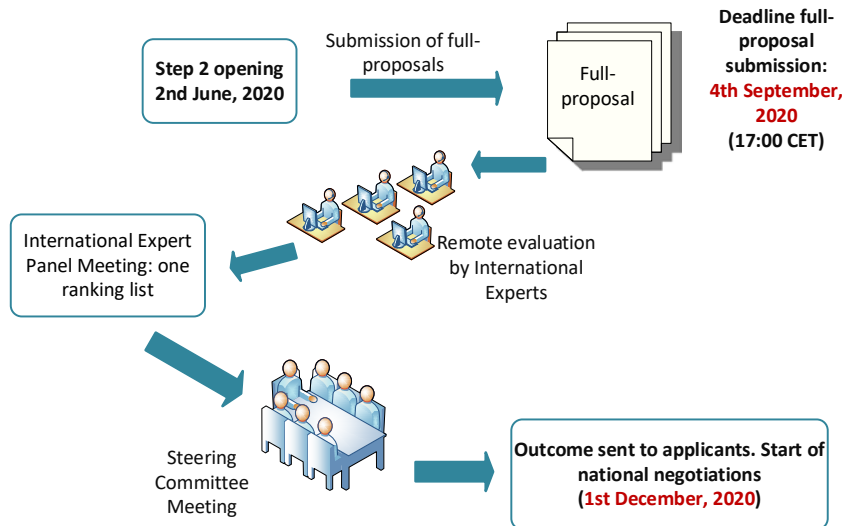 Step 2 opening
2nd June, 2020
Submission of full-
proposals
Full-
proposal
Deadline full-
proposal
submission:
4th September,
2020
(17:00 CET)
Remote evaluation
by International
Experts
International Expert
Panel Meeting: one
ranking list
Steering
Committee
Meeting
Outcome sent to applicants. Start of
national negotiations
(1st December, 2020)